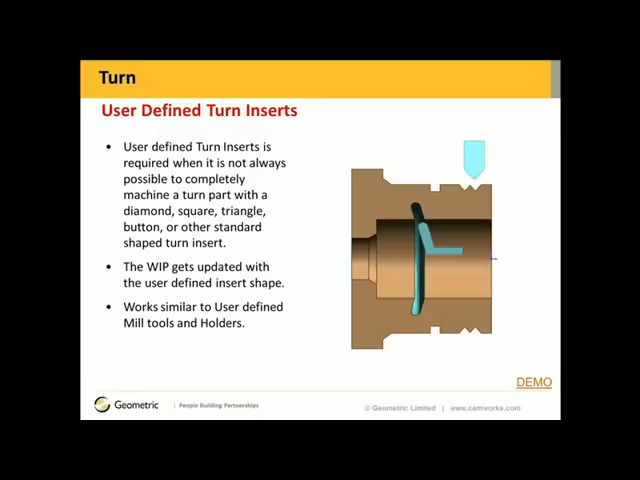 Turn
User Defined Turn Inserts
• User defined Turn Inserts is
required when it is not always
possible to completely
machine a turn part with a
diamond, square, triangle,
button, or other standard
shaped turn insert.
• The WIP gets updated with
the user defined insert shape.
• Works similar to User defined
Mill tools and Holders.
DEMO
Geometric | People Building Partnerships
© Geometric Limited | www.camworks.com